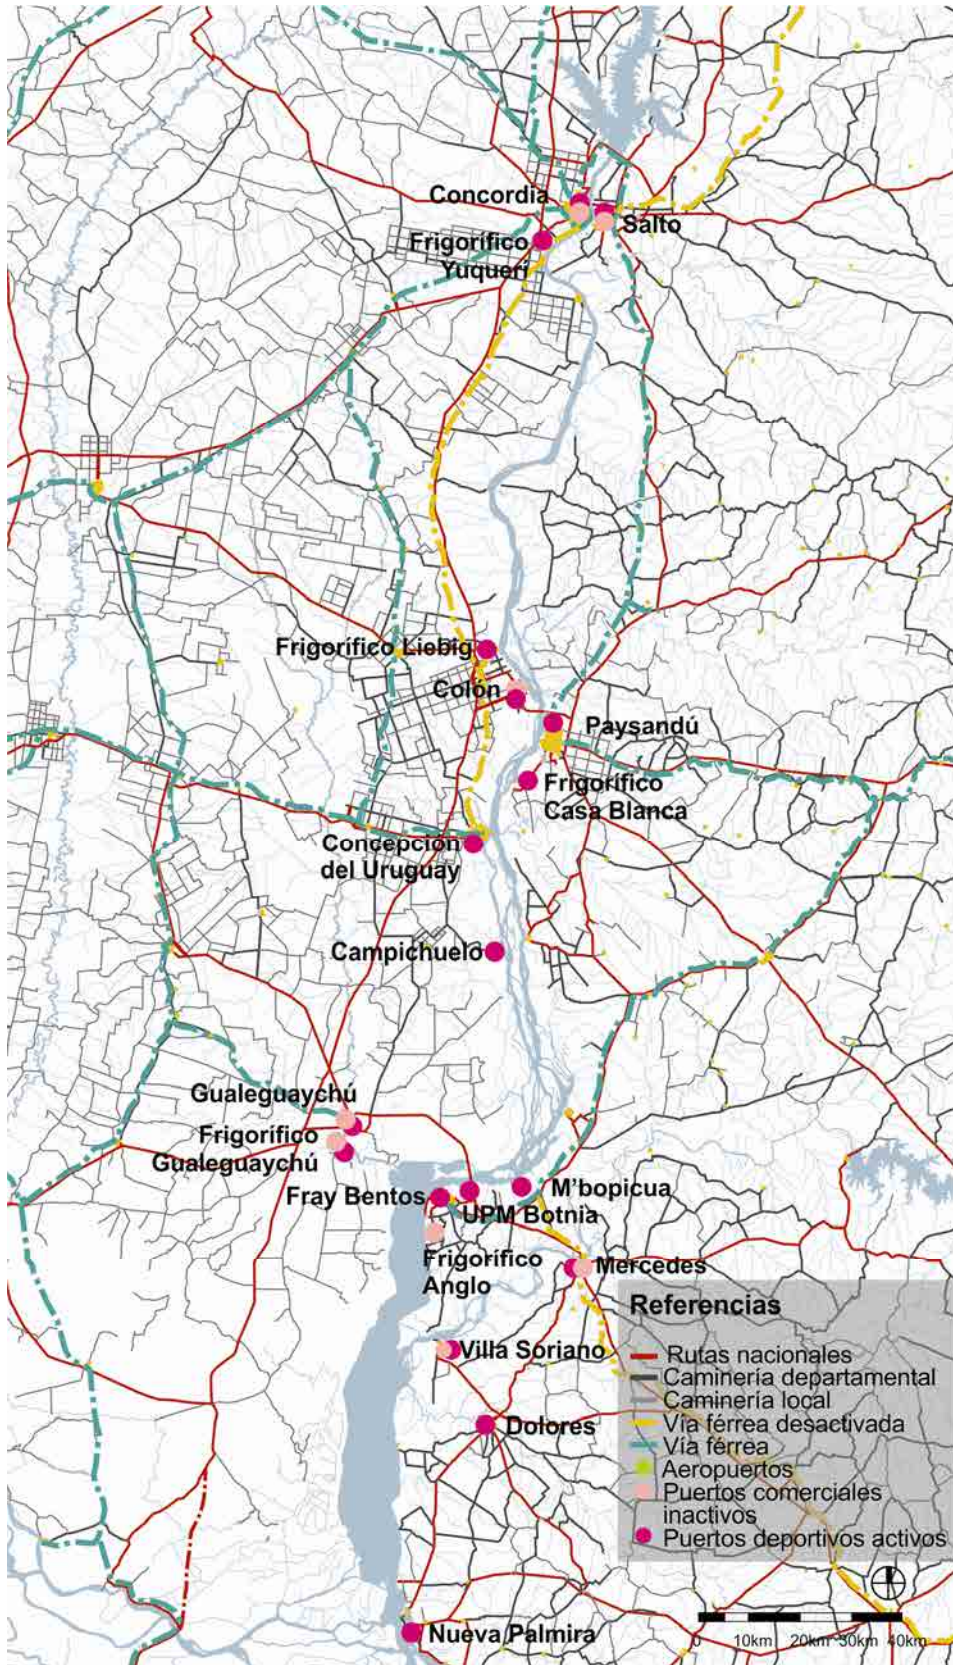 Concordia
Salto
Frigorífico
Yuquerí
Frigorífico Liebig
Colón
Paysandú
Frigorífico
Casa Blanca
Concepción
del Uruguay
Campichuelo
Gualeguaychú
Frigorífico
Gualeguaychú
M'bopicua
Fray Bentos
UPM Botnia
Frigorífico
Anglo
Mercedes
Villa Soriano
Dolores
Nueva Palmira
Referencias
Rutas nacionales
Caminería departamental
Caminería local
Vía férrea desactivada
Vía férrea
Aeropuertos
Puertos comerciales
inactivos
Puertos deportivos activos
0 10km 20km 30km 40km